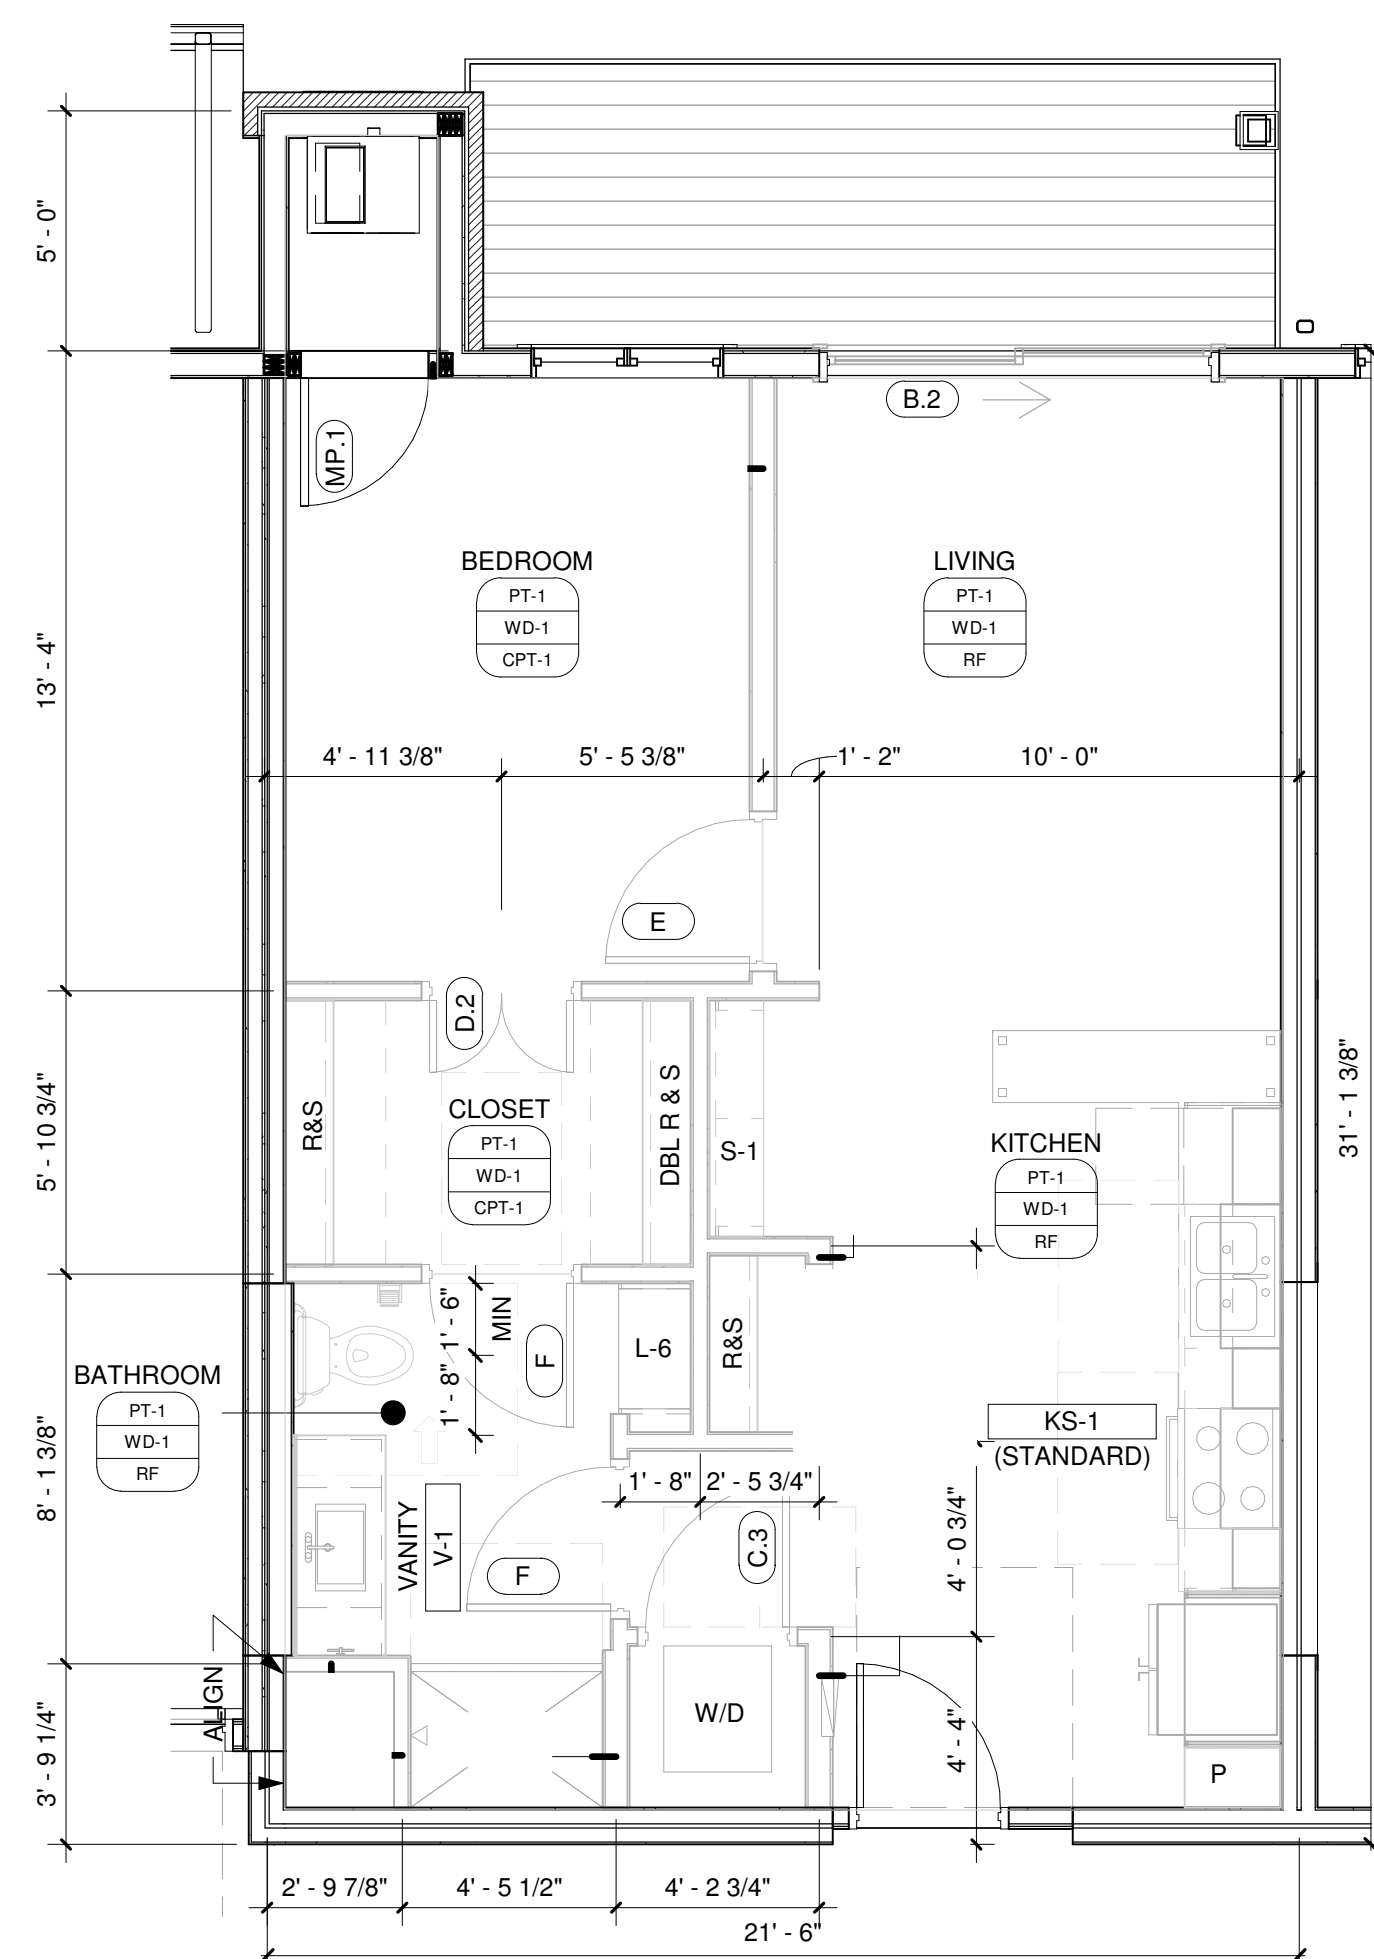 5' - 0"
B.2
MP.1
BEDROOM
PT-1
WD-1
CPT-1
LIVING
PT-1
WD-1
RF
13' - 4"
4' - 11 3/8"
5' - 5 3/8"
1' - 2"
10' - 0"
E
D.2
R&S
CLOSET
PT-1
WD-1
CPT-1
DBL R & S
S-1
KITCHEN
PT-1
WD-1
RF
5' - 10 3/4"
31' - 1 3/8"
1' - 6"
MIN
F
L-6
R&S
1' - 8"
BATHROOM
PT-1
WD-1
RF
KS-1
(STANDARD)
8' - 1 3/8"
1' - 8"
2' - 5 3/4"
VANITY
V-1
F
C.3
4' - 0 3/4"
ALIGN
W/D
4' - 4"
P
3' - 9 1/4"
2' - 9 7/8"
4' - 5 1/2"
4' - 2 3/4"
21' - 6"